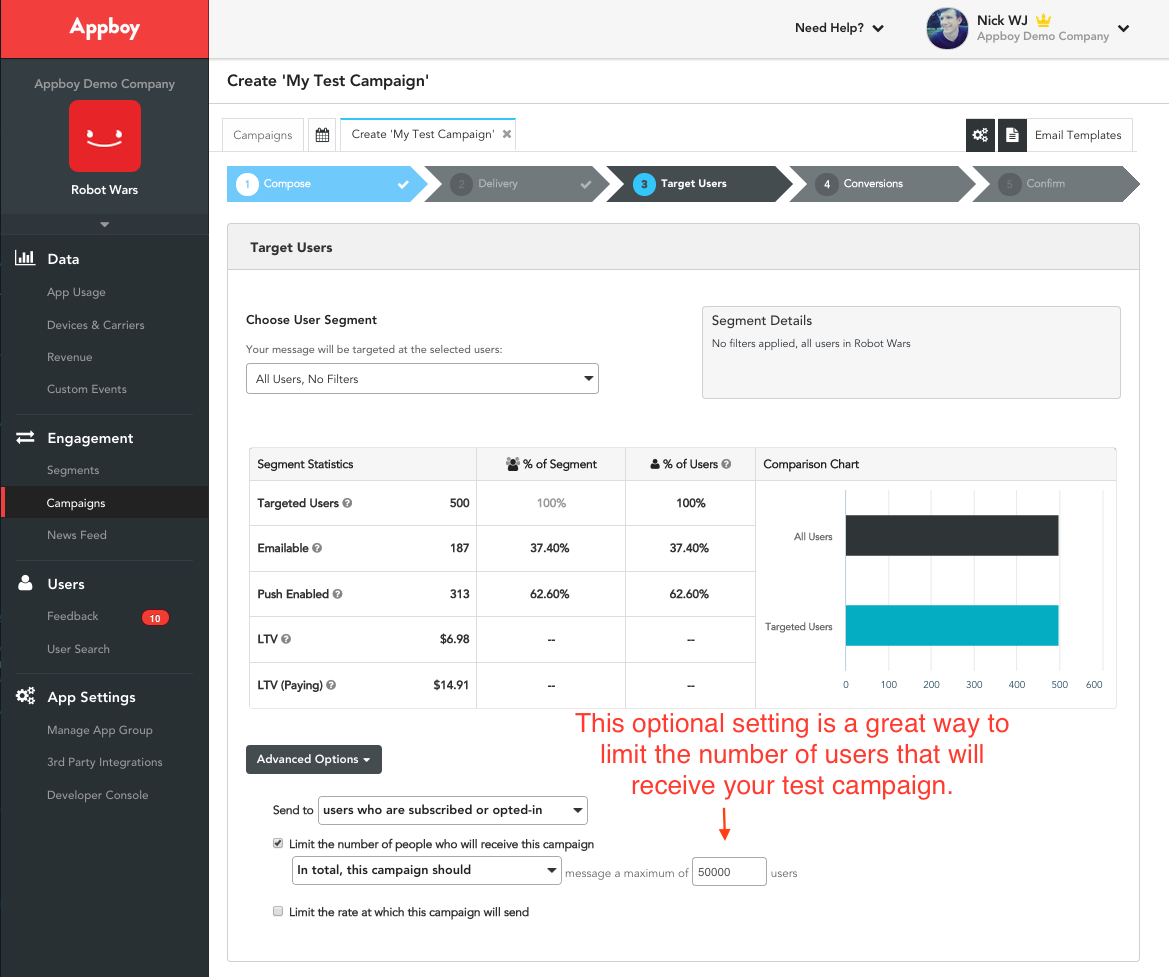 Appboy
Need Help?
Nick WJ
Appboy Demo Company
Appboy Demo Company
Robot Wars
Data
App Usage
Devices & Carriers
Revenue
Custom Events
Engagement
Segments
Campaigns
News Feed
Users
Feedback 10
User Search
App Settings
Manage App Group
3rd Party Integrations
Developer Console
Create 'My Test Campaign'
Campaigns Create 'My Test Campaign' Email Templates
1 Compose 2 Delivery 3 Target Users 4 Conversions 5 Confirm
Target Users
Choose User Segment
Your message will be targeted at the selected users:
All Users, No Filters
Segment Details
No filters applied, all users in Robot Wars
Segment Statistics % of Segment % of Users ? Comparison Chart
Targeted Users ? 500 100% 100%
Emailable ? 187 37.40% 37.40%
Push Enabled ? 313 62.60% 62.60%
LTV ? $6.98 -- --
LTV (Paying) ? $14.91 -- --
All Users
Targeted Users
0 100 200 300 400 500 600
This optional setting is a great way to
limit the number of users that will
receive your test campaign.
Advanced Options
Send to users who are subscribed or opted-in
Limit the number of people who will receive this campaign
In total, this campaign should message a maximum of 50000 users
Limit the rate at which this campaign will send